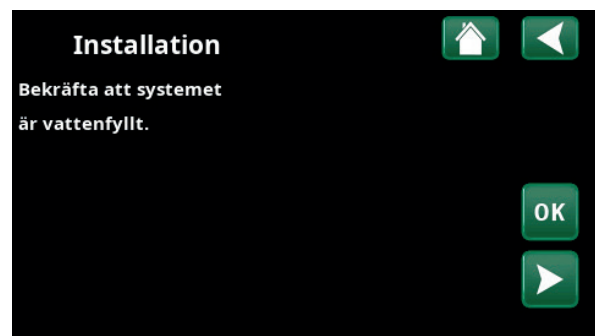 Installation
Bekräfta att systemet
är vattenfyllt.
OK